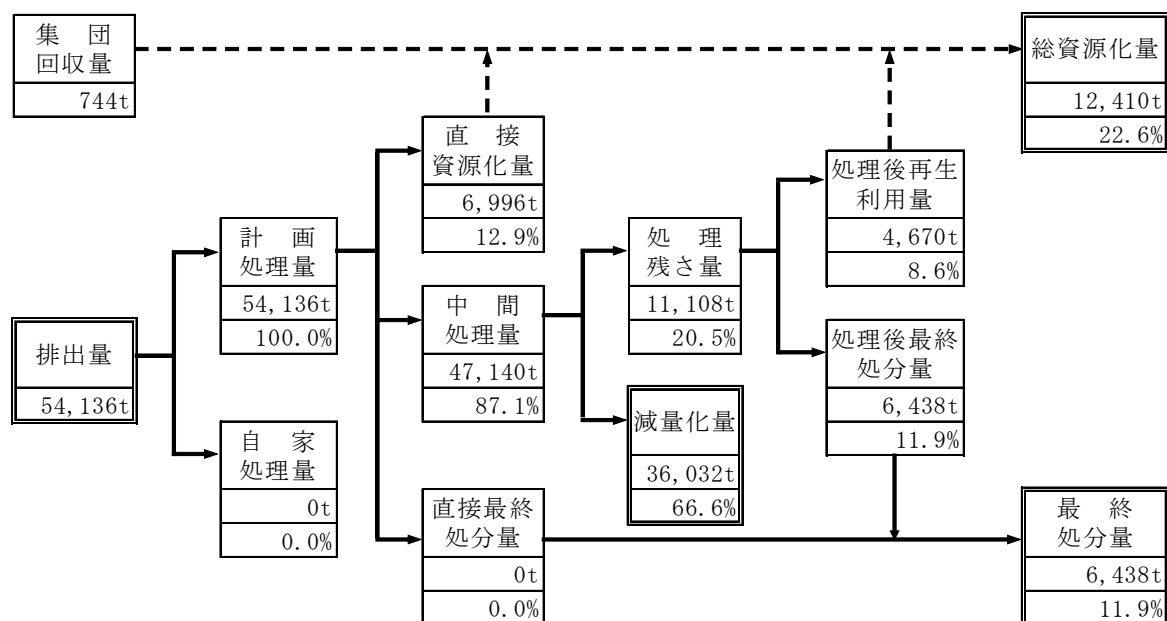 集　団
回収量
744t
総資源化量
12,410t
22.6%
直　接
資源化量
6,996t
12.9%
処理後再生
利用量
4,670t
8.6%
計　画
処理量
54,136t
100.0%
処　理
残さ量
11,108t
20.5%
中　間
処理量
47,140t
87.1%
排出量
54,136t
処理後最終
処分量
6,438t
11.9%
減量化量
36,032t
66.6%
自　家
処理量
0t
0.0%
直接最終
処分量
0t
0.0%
最　終
処分量
6,438t
11.9%